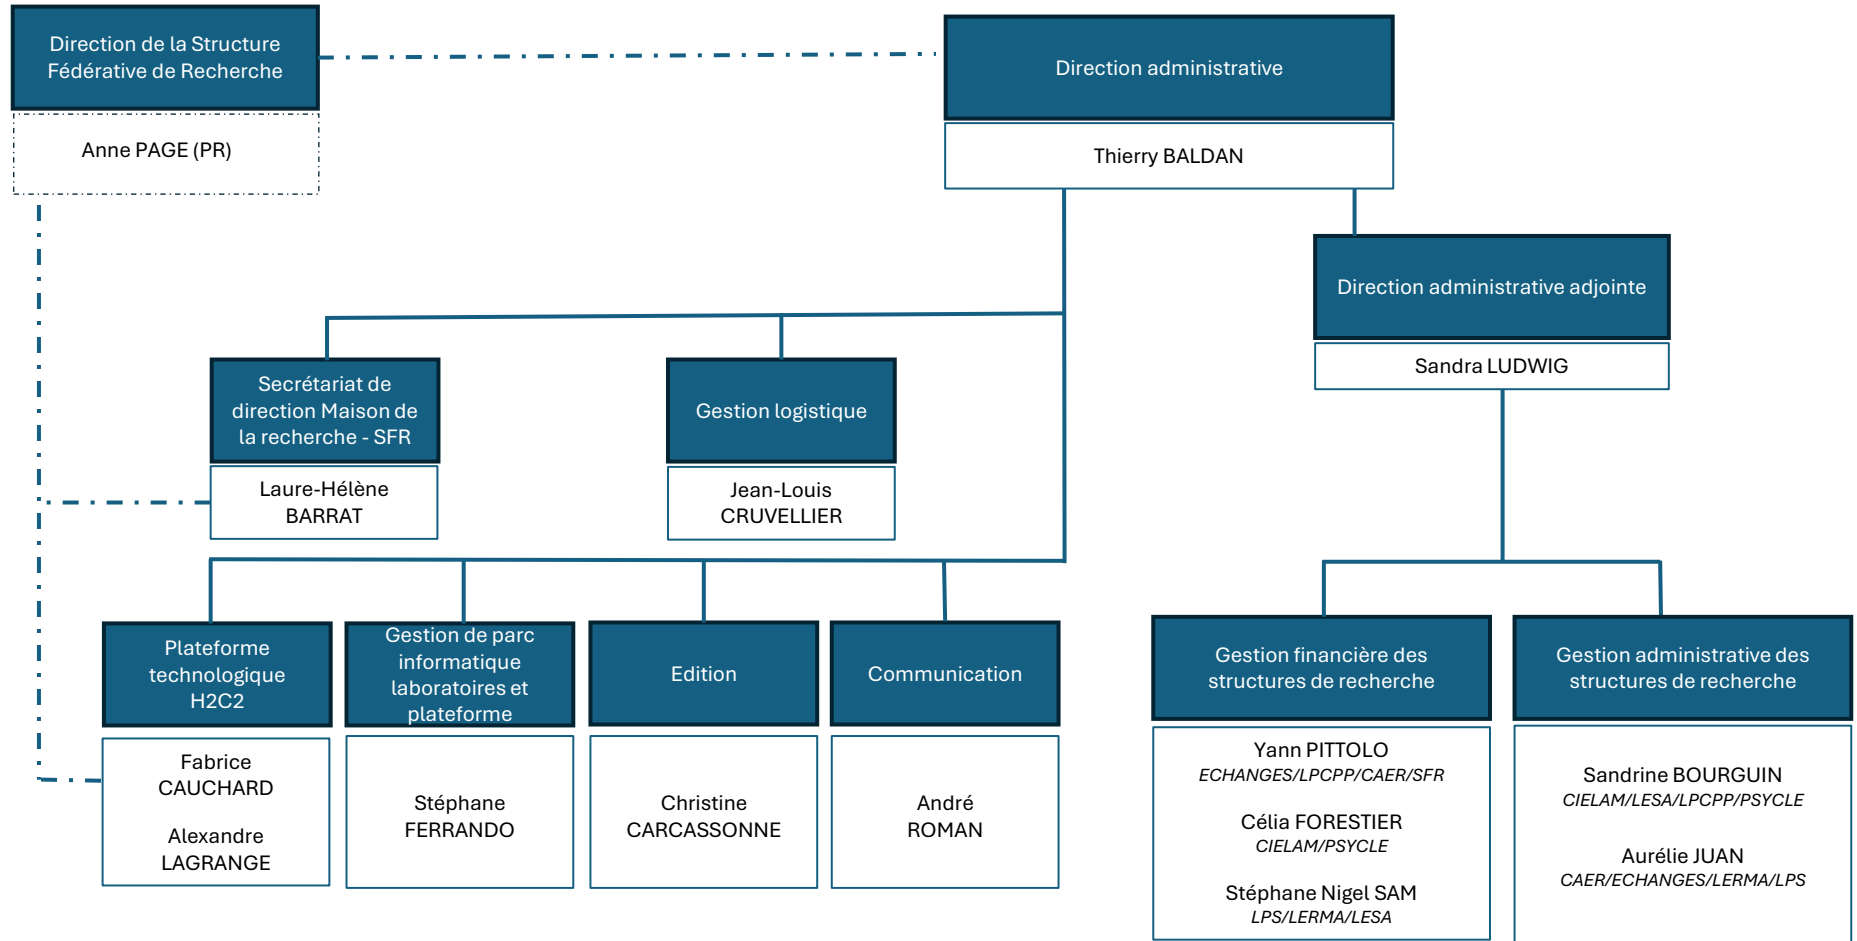 Direction de la Structure
Fédérative de Recherche
Anne PAGE (PR)
Direction administrative
Thierry BALDAN
Direction administrative adjointe
Sandra LUDWIG
Secrétariat de
direction Maison de
la recherche - SFR
Laure-Hélène
BARRAT
Gestion logistique
Jean-Louis
CRUVELLIER
Plateforme
technologique
H2C2
Fabrice
CAUCHARD
Alexandre
LAGRANGE
Gestion de parc
informatique
laboratoires et
plateforme
Stéphane
FERRANDO
Edition
Christine
CARCASSONNE
Communication
André
ROMAN
Gestion financière des
structures de recherche
Yann PITTOLO
ECHANGES/LPCPP/CAER/SFR
Célia FORESTIER
CIELAM/PSYCLE
Stéphane Nigel SAM
LPS/LERMA/LESA
Gestion administrative des
structures de recherche
Sandrine BOURGUIN
CIELAM/LESA/LPCPP/PSYCLE
Aurélie JUAN
CAER/ECHANGES/LERMA/LPS